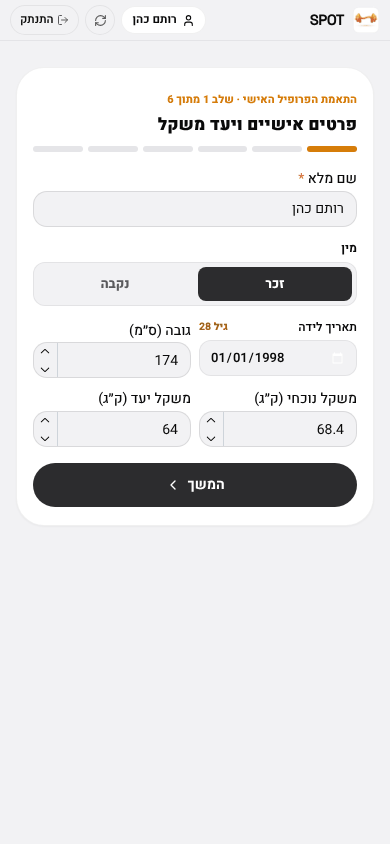 SPOT
רותם כהן
התנתק
התאמת הפרופיל האישי · שלב 1 מתוך 6
פרטים אישיים ויעד משקל
שם מלא *
רותם כהן
מין
זכר
נקבה
תאריך לידה
גיל 28
גובה (ס״מ)
01/01/1998
174
משקל נוכחי (ק״ג)
משקל יעד (ק״ג)
68.4
64
המשך